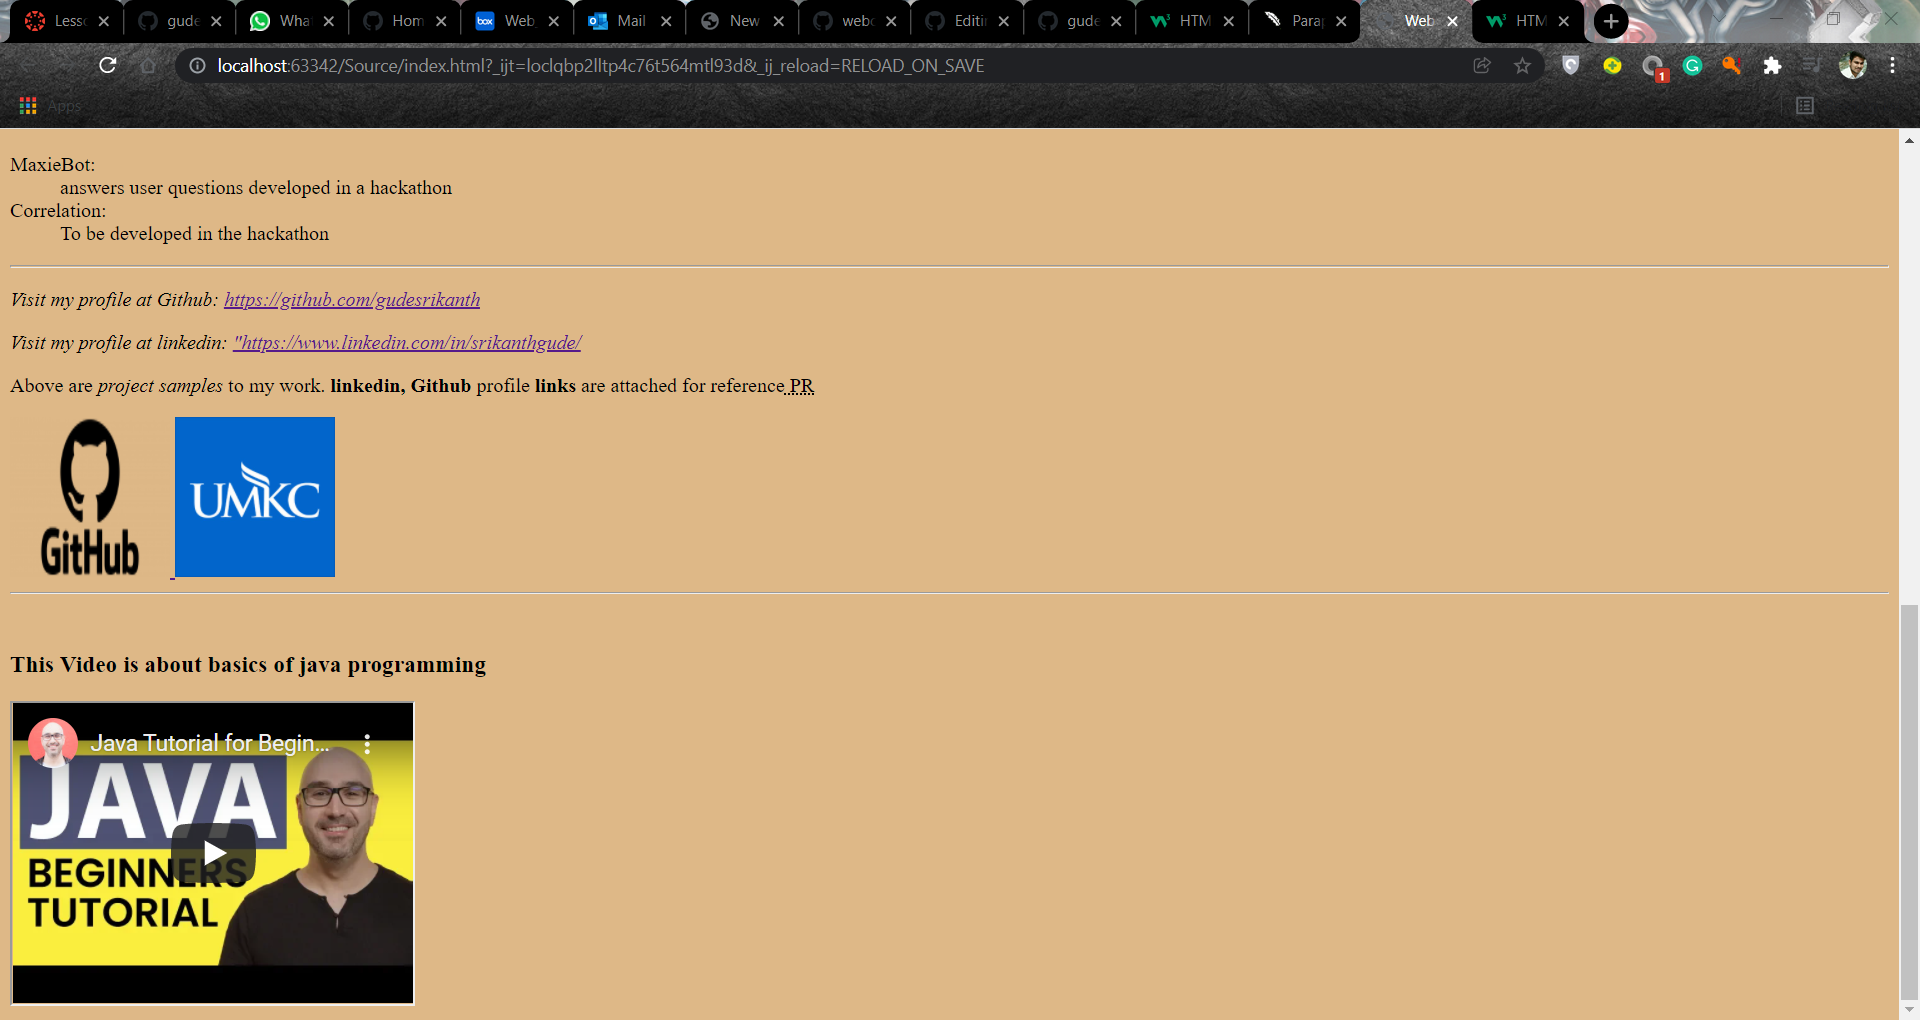 Lesso gude What Hom Web Mail New webc Editin gude HTM Parap Web HTM
localhost:63342/Source/index.html?_ijt=loclqbp2lltp4c76t564mtl93d&_ij_reload=RELOAD_ON_SAVE
1
Apps
MaxieBot:
answers user questions developed in a hackathon
Correlation:
To be developed in the hackathon
Visit my profile at Github: https://github.com/gudesrikanth
Visit my profile at linkedin: "https://www.linkedin.com/in/srikanthgude/
Above are project samples to my work. linkedin, Github profile links are attached for reference PR
GitHub
UMKC
This Video is about basics of java programming
Java Tutorial for Begin...
JAVA
BEGINNERS
TUTORIAL